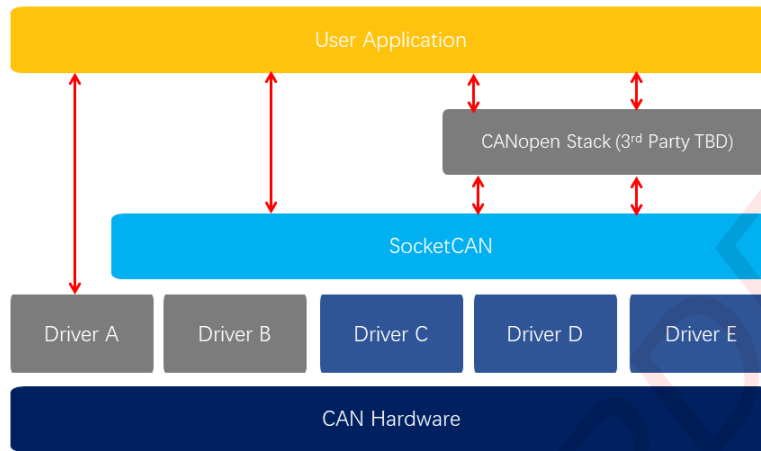 User Application
CANopen Stack (3rd Party TBD)
SocketCAN
Driver A
Driver B
Driver C
Driver D
Driver E
CAN Hardware